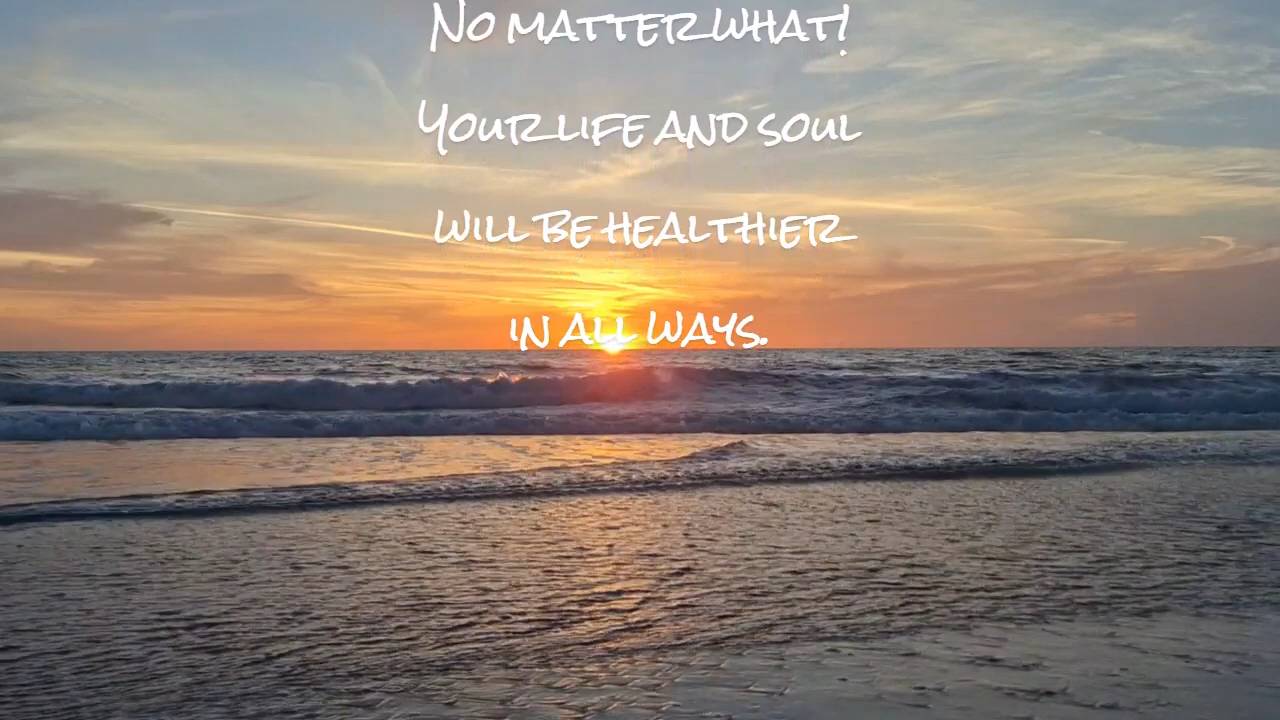 No matter what!
Your life and soul
will be healthier
in all ways.